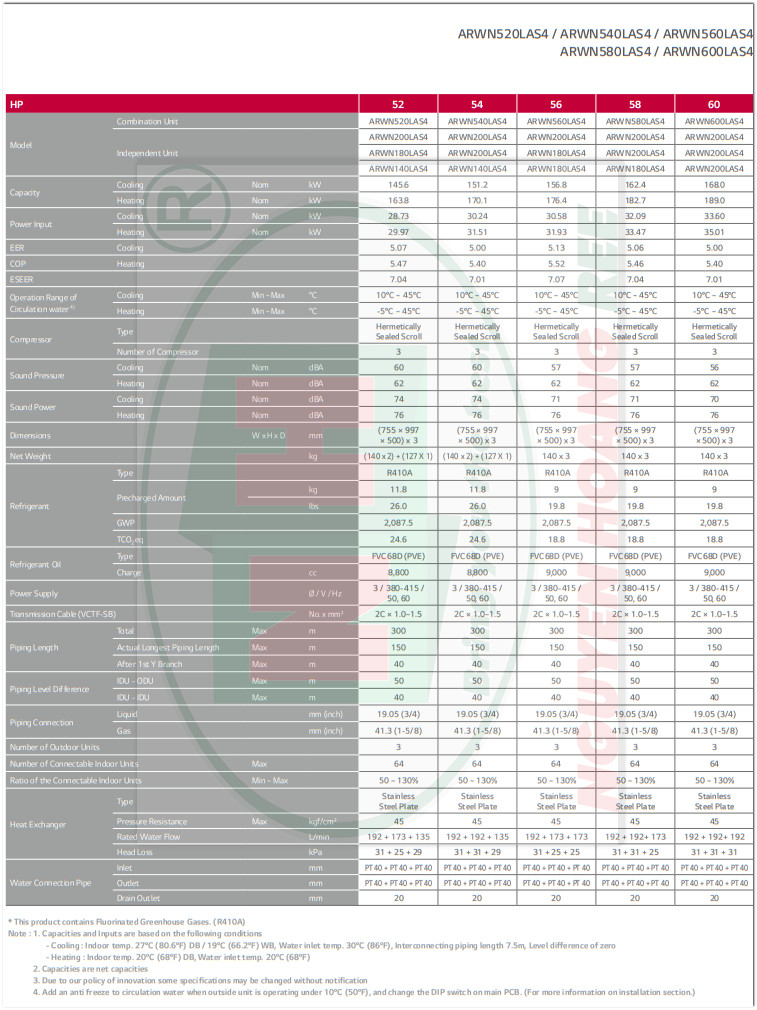 ARWN520LAS4 / ARWN540LAS4 / ARWN560LAS4
ARWN580LAS4 / ARWN600LAS4
HP 52 54 56 58 60
Model Combination Unit ARWN520LAS4 ARWN540LAS4 ARWN560LAS4 ARWN580LAS4 ARWN600LAS4
Independent Unit ARWN200LAS4 ARWN200LAS4 ARWN200LAS4 ARWN200LAS4 ARWN200LAS4
ARWN180LAS4 ARWN200LAS4 ARWN180LAS4 ARWN200LAS4 ARWN200LAS4
ARWN140LAS4 ARWN140LAS4 ARWN180LAS4 ARWN180LAS4 ARWN200LAS4
Capacity Cooling Nom kW 145.6 151.2 156.8 162.4 168.0
Heating Nom kW 163.8 170.1 176.4 182.7 189.0
Power Input Cooling Nom kW 28.73 30.24 30.58 32.09 33.60
Heating Nom kW 29.97 31.51 31.93 33.47 35.01
EER Cooling 5.07 5.00 5.13 5.06 5.00
COP Heating 5.47 5.40 5.52 5.46 5.40
ESEER 7.04 7.01 7.07 7.04 7.01
Operation Range of Circulation water⁴⁾ Cooling Min ~ Max °C 10°C ~ 45°C 10°C ~ 45°C 10°C ~ 45°C 10°C ~ 45°C 10°C ~ 45°C
Heating Min ~ Max °C -5°C ~ 45°C -5°C ~ 45°C -5°C ~ 45°C -5°C ~ 45°C -5°C ~ 45°C
Compressor Type Hermetically Sealed Scroll Hermetically Sealed Scroll Hermetically Sealed Scroll Hermetically Sealed Scroll Hermetically Sealed Scroll
Number of Compressor 3 3 3 3 3
Sound Pressure Cooling Nom dBA 60 60 57 57 56
Heating Nom dBA 62 62 62 62 62
Sound Power Cooling Nom dBA 74 74 71 71 70
Heating Nom dBA 76 76 76 76 76
Dimensions W x H x D mm (755 × 997 × 500) x 3 (755 × 997 × 500) x 3 (755 × 997 × 500) x 3 (755 × 997 × 500) x 3 (755 × 997 × 500) x 3
Net Weight kg (140 x 2) + (127 X 1) (140 x 2) + (127 X 1) 140 x 3 140 x 3 140 x 3
Refrigerant Type R410A R410A R410A R410A R410A
Precharged Amount kg 11.8 11.8 9 9 9
lbs 26.0 26.0 19.8 19.8 19.8
GWP 2,087.5 2,087.5 2,087.5 2,087.5 2,087.5
TCO₂eq 24.6 24.6 18.8 18.8 18.8
Refrigerant Oil Type FVC68D (PVE) FVC68D (PVE) FVC68D (PVE) FVC68D (PVE) FVC68D (PVE)
Charge cc 8,800 8,800 9,000 9,000 9,000
Power Supply Ø / V / Hz 3 / 380-415 / 50, 60 3 / 380-415 / 50, 60 3 / 380-415 / 50, 60 3 / 380-415 / 50, 60 3 / 380-415 / 50, 60
Transmission Cable (VCTF-SB) No. x mm² 2C × 1.0~1.5 2C × 1.0~1.5 2C × 1.0~1.5 2C × 1.0~1.5 2C × 1.0~1.5
Piping Length Total Max m 300 300 300 300 300
Actual Longest Piping Length Max m 150 150 150 150 150
After 1st Y Branch Max m 40 40 40 40 40
Piping Level Difference IDU ~ ODU Max m 50 50 50 50 50
IDU ~ IDU Max m 40 40 40 40 40
Piping Connection Liquid mm (inch) 19.05 (3/4) 19.05 (3/4) 19.05 (3/4) 19.05 (3/4) 19.05 (3/4)
Gas mm (inch) 41.3 (1-5/8) 41.3 (1-5/8) 41.3 (1-5/8) 41.3 (1-5/8) 41.3 (1-5/8)
Number of Outdoor Units 3 3 3 3 3
Number of Connectable Indoor Units Max 64 64 64 64 64
Ratio of the Connectable Indoor Units Min ~ Max 50 ~ 130% 50 ~ 130% 50 ~ 130% 50 ~ 130% 50 ~ 130%
Heat Exchanger Type Stainless Steel Plate Stainless Steel Plate Stainless Steel Plate Stainless Steel Plate Stainless Steel Plate
Pressure Resistance Max kgf/cm² 45 45 45 45 45
Rated Water Flow L/min 192 + 173 + 135 192 + 192 + 135 192 + 173 + 173 192 + 192+ 173 192 + 192+ 192
Head Loss kPa 31 + 25 + 29 31 + 31 + 29 31 + 25 + 25 31 + 31 + 25 31 + 31 + 31
Water Connection Pipe Inlet mm PT 40 + PT 40 + PT 40 PT 40 + PT 40 + PT 40 PT 40 + PT 40 + PT 40 PT 40 + PT 40 + PT 40 PT 40 + PT 40 + PT 40
Outlet mm PT 40 + PT 40 + PT 40 PT 40 + PT 40 + PT 40 PT 40 + PT 40 + PT 40 PT 40 + PT 40 + PT 40 PT 40 + PT 40 + PT 40
Drain Outlet mm 20 20 20 20 20
* This product contains Fluorinated Greenhouse Gases. (R410A)
Note : 1. Capacities and Inputs are based on the following conditions
- Cooling : Indoor temp. 27°C (80.6°F) DB / 19°C (66.2°F) WB, Water inlet temp. 30°C (86°F), Interconnecting piping length 7.5m, Level difference of zero
- Heating : Indoor temp. 20°C (68°F) DB, Water inlet temp. 20°C (68°F)
2. Capacities are net capacities
3. Due to our policy of innovation some specifications may be changed without notification
4. Add an anti freeze to circulation water when outside unit is operating under 10°C (50°F), and change the DIP switch on main PCB. (For more information on installation section.)
®
NGUYEN HOANG REE